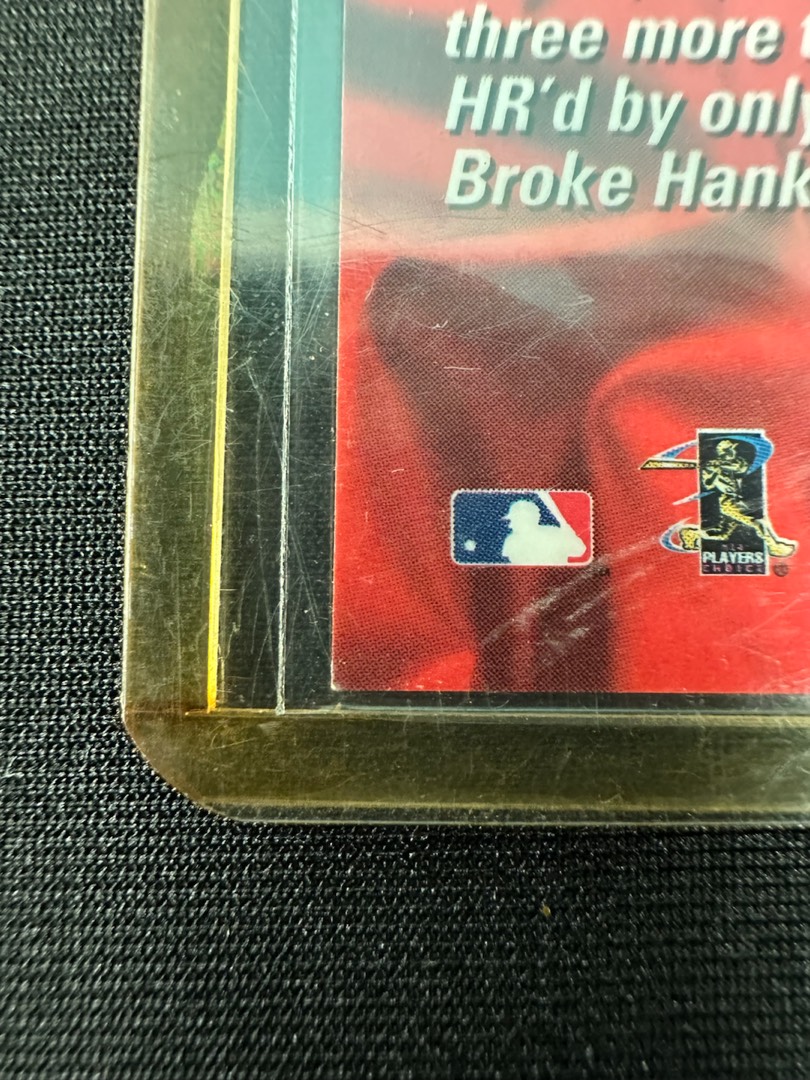 three more t
HR'd by only
Broke Hank
PLAYERS
CHOICE
®